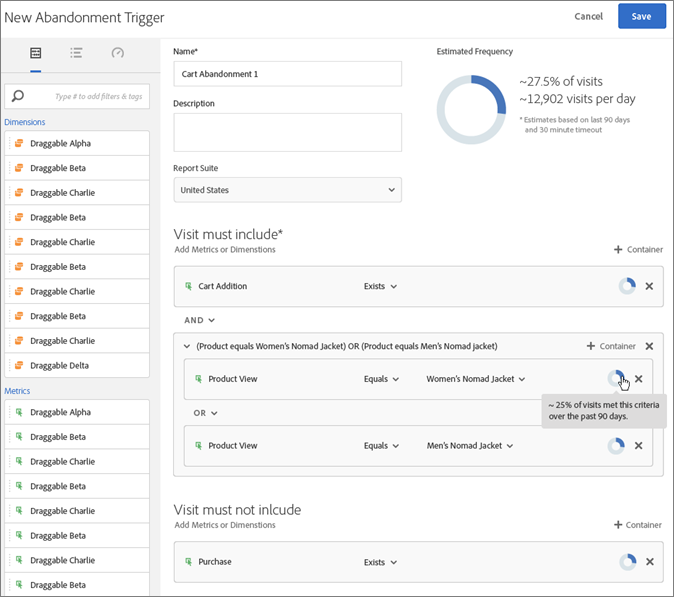 New Abandonment Trigger
Cancel
Save
Type # to add filters & tags
Dimensions
Draggable Alpha
Draggable Beta
Draggable Charlie
Draggable Beta
Draggable Charlie
Draggable Beta
Draggable Charlie
Draggable Beta
Draggable Charlie
Draggable Delta
Metrics
Draggable Alpha
Draggable Beta
Draggable Charlie
Draggable Beta
Draggable Charlie
Draggable Beta
Draggable Charlie
Draggable Beta
Name*
Cart Abandonment 1
Description
Report Suite
United States
Estimated Frequency
~27.5% of visits
~12,902 visits per day
* Estimates based on last 90 days
and 30 minute timeout
Visit must include*
Add Metrics or Dimenstions
+ Container
Cart Addition Exists
AND
(Product equals Women's Nomad Jacket) OR (Product equals Men's Nomad jacket)
+ Container
Product View Equals Women's Nomad Jacket
~ 25% of visits met this criteria
over the past 90 days.
OR
Product View Equals Men's Nomad Jacket
Visit must not inlcude
Add Metrics or Dimenstions
+ Container
Purchase Exists